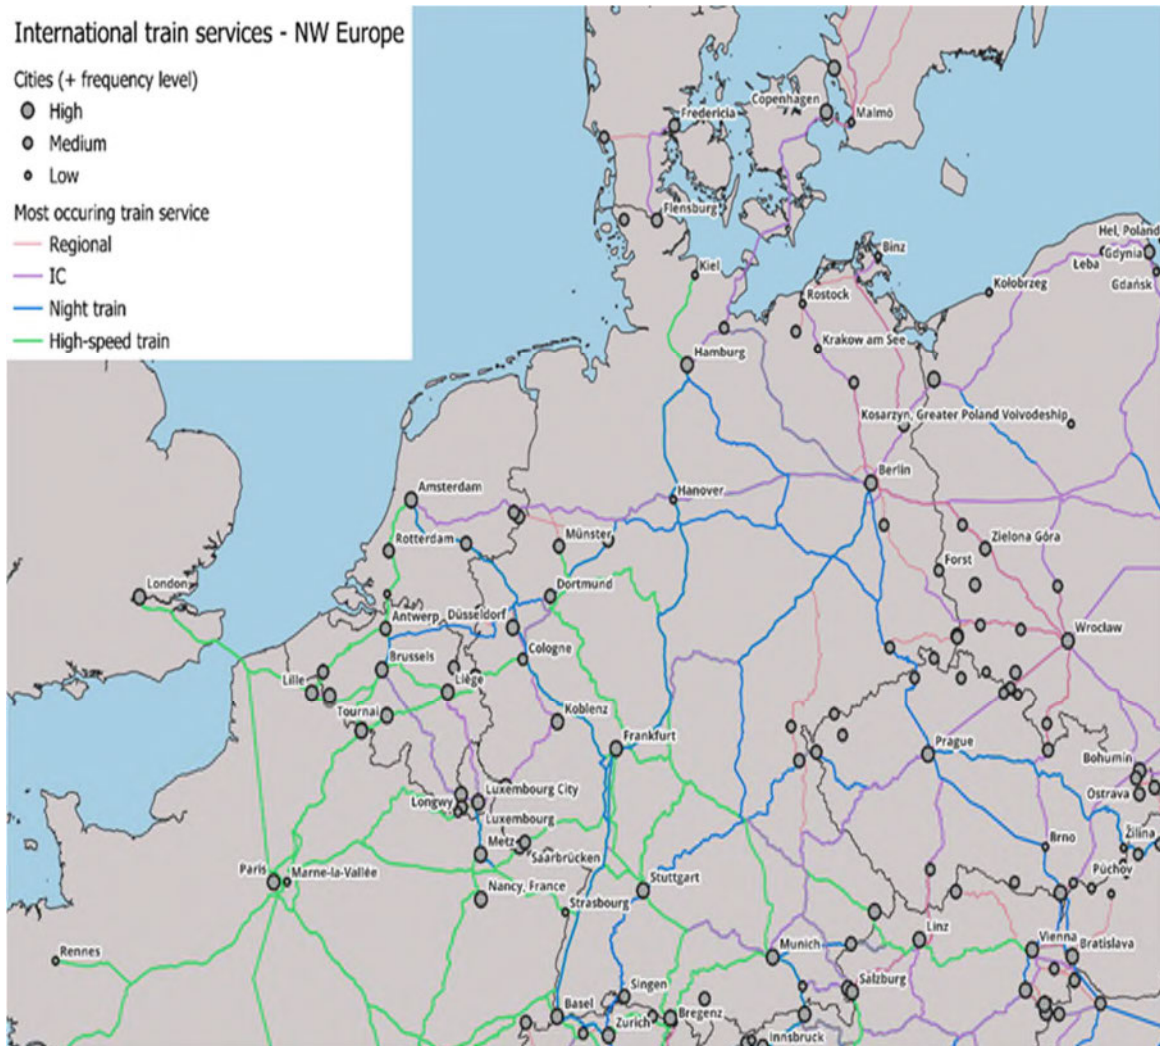 International train services - NW Europe
Cities (+ frequency level)
High
Medium
Low
Most occuring train service
Regional
IC
Night train
High-speed train
Copenhagen
Malmö
Fredericia
Flensburg
Kiel
Binz
Hel, Poland
Gdynia
Łeba
Gdańsk
Kołobrzeg
Rostock
Krakow am See
Hamburg
Kosarzyn, Greater Poland Voivodeship
Berlin
Amsterdam
Hanover
Rotterdam
Münster
Zielona Góra
Forst
London
Dortmund
Antwerp
Düsseldorf
Wrocław
Brussels
Cologne
Lille
Liège
Tournai
Koblenz
Frankfurt
Prague
Bohumín
Ostrava
Luxembourg City
Longwy
Luxembourg
Metz
Saarbrücken
Brno
Žilina
Púchov
Paris
Marne-la-Vallée
Nancy, France
Stuttgart
Strasbourg
Rennes
Munich
Linz
Vienna
Bratislava
Salzburg
Singen
Basel
Zurich
Bregenz
Innsbruck